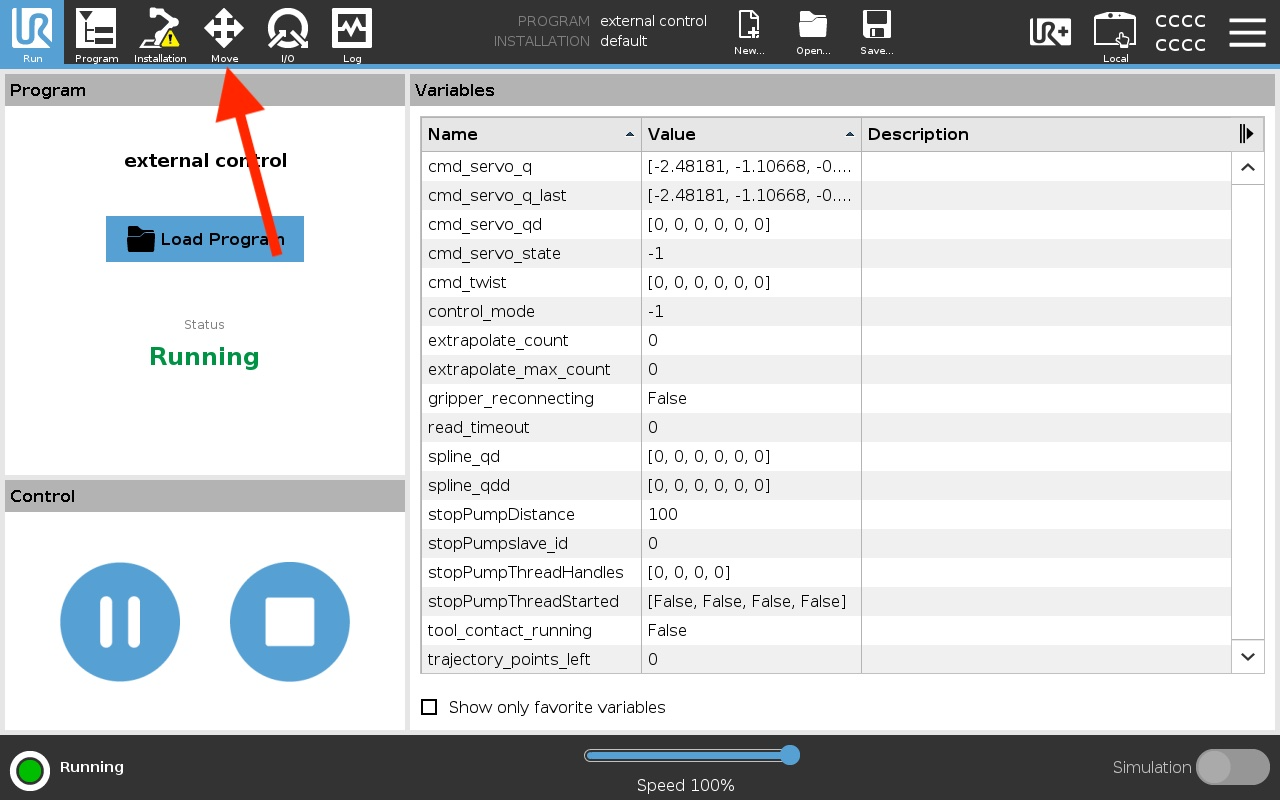 UR
Run
Program
Installation
Move
I/O
Log
PROGRAM external control
INSTALLATION default
New...
Open...
Save...
UR+
Local
CCCC
CCCC
Program
external control
Load Program
Status
Running
Control
Variables
Name Value Description
cmd_servo_q [-2.48181, -1.10668, -0....
cmd_servo_q_last [-2.48181, -1.10668, -0....
cmd_servo_qd [0, 0, 0, 0, 0, 0]
cmd_servo_state -1
cmd_twist [0, 0, 0, 0, 0, 0]
control_mode -1
extrapolate_count 0
extrapolate_max_count 0
gripper_reconnecting False
read_timeout 0
spline_qd [0, 0, 0, 0, 0, 0]
spline_qdd [0, 0, 0, 0, 0, 0]
stopPumpDistance 100
stopPumpslave_id 0
stopPumpThreadHandles [0, 0, 0, 0]
stopPumpThreadStarted [False, False, False, False]
tool_contact_running False
trajectory_points_left 0
Show only favorite variables
Running
Speed 100%
Simulation